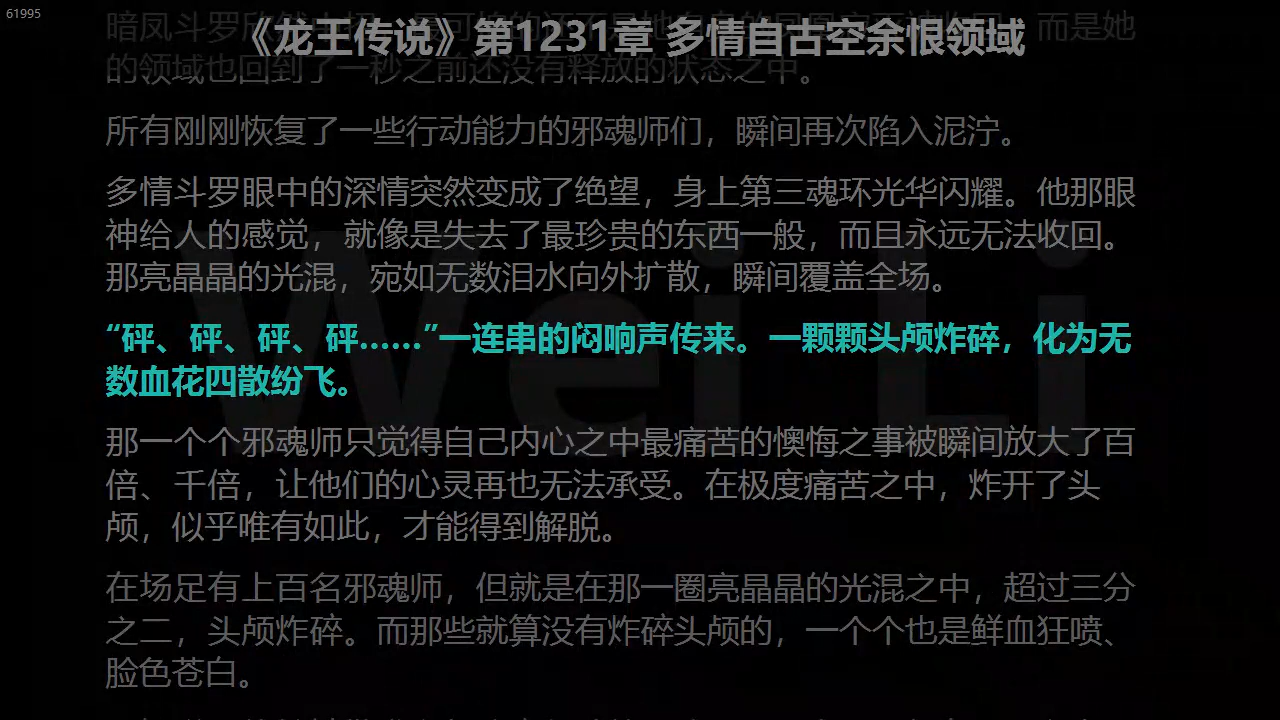 61995
《龙王传说》第1231章 多情自古空余恨领域
的领域也回到了一秒之前还没有释放的状态之中。
所有刚刚恢复了一些行动能力的邪魂师们，瞬间再次陷入泥泞。
多情斗罗眼中的深情突然变成了绝望，身上第三魂环光华闪耀。他那眼
神给人的感觉，就像是失去了最珍贵的东西一般，而且永远无法收回。
那亮晶晶的光混，宛如无数泪水向外扩散，瞬间覆盖全场。
“砰、砰、砰、砰……”一连串的闷响声传来。一颗颗头颅炸碎，化为无
数血花四散纷飞。
那一个个邪魂师只觉得自己内心之中最痛苦的懊悔之事被瞬间放大了百
倍、千倍，让他们的心灵再也无法承受。在极度痛苦之中，炸开了头
颅，似乎唯有如此，才能得到解脱。
在场足有上百名邪魂师，但就是在那一圈亮晶晶的光混之中，超过三分
之二，头颅炸碎。而那些就算没有炸碎头颅的，一个个也是鲜血狂喷、
脸色苍白。
Wei Li